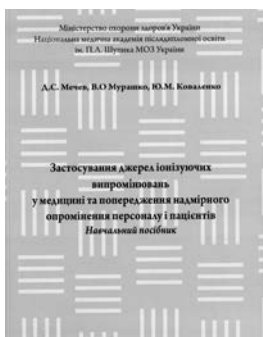 Міністерство охорони здоров'я України
Національна медична академія післядипломної освіти
ім. П.Л. Шупика МОЗ України
Д.С. Мечев, В.О Мурашко, Ю.М. Коваленко
Застосування джерел іонізуючих
випромінювань
у медицині та попередження надмірного
опромінення персоналу і пацієнтів
Навчальний посібник